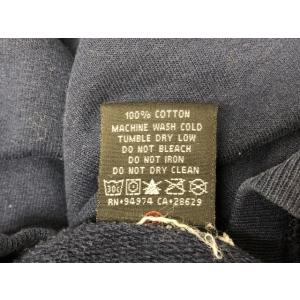 100% COTTON
MACHINE WASH COLD
TUMBLE DRY LOW
DO NOT BLEACH
DO NOT IRON
DO NOT DRY CLEAN
30C
RN•94974 CA•28629